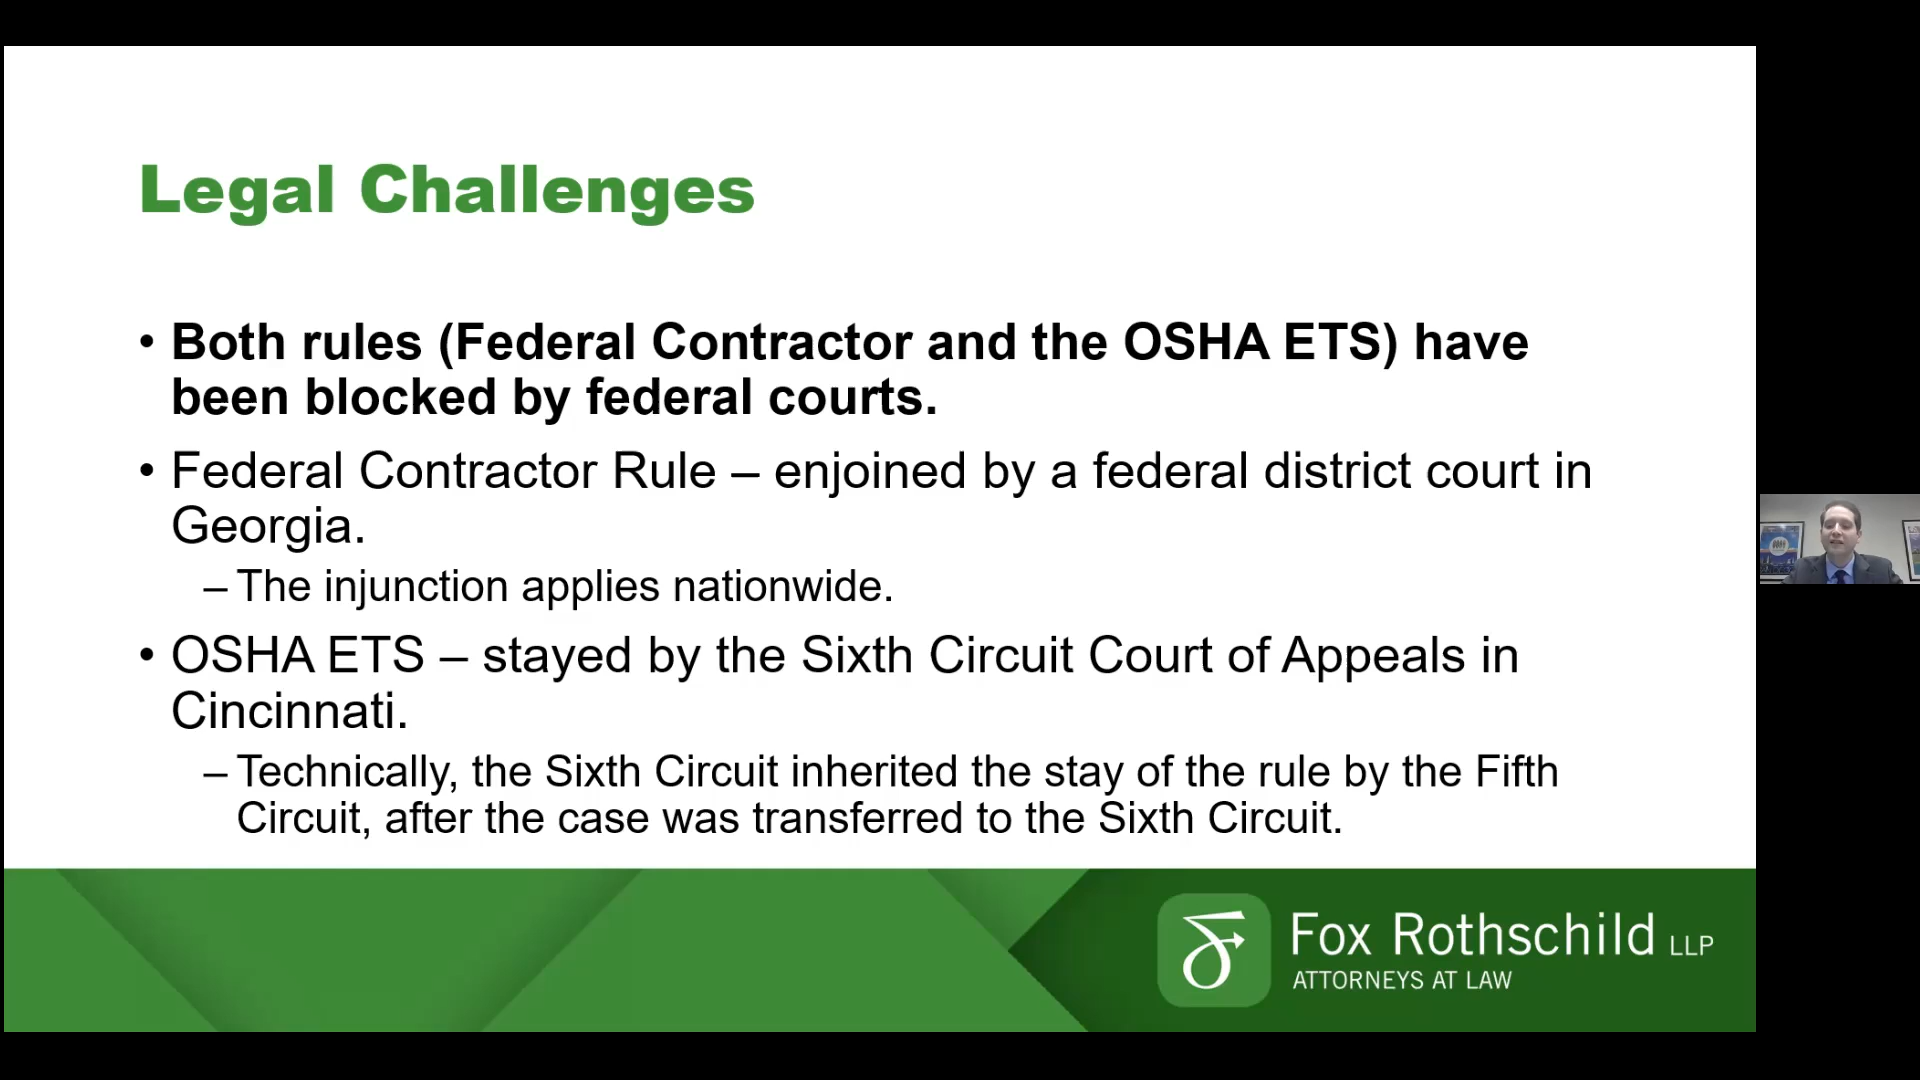 Legal Challenges
• Both rules (Federal Contractor and the OSHA ETS) have
been blocked by federal courts.
• Federal Contractor Rule – enjoined by a federal district court in
Georgia.
– The injunction applies nationwide.
• OSHA ETS – stayed by the Sixth Circuit Court of Appeals in
Cincinnati.
– Technically, the Sixth Circuit inherited the stay of the rule by the Fifth
Circuit, after the case was transferred to the Sixth Circuit.
Fox Rothschild LLP
ATTORNEYS AT LAW